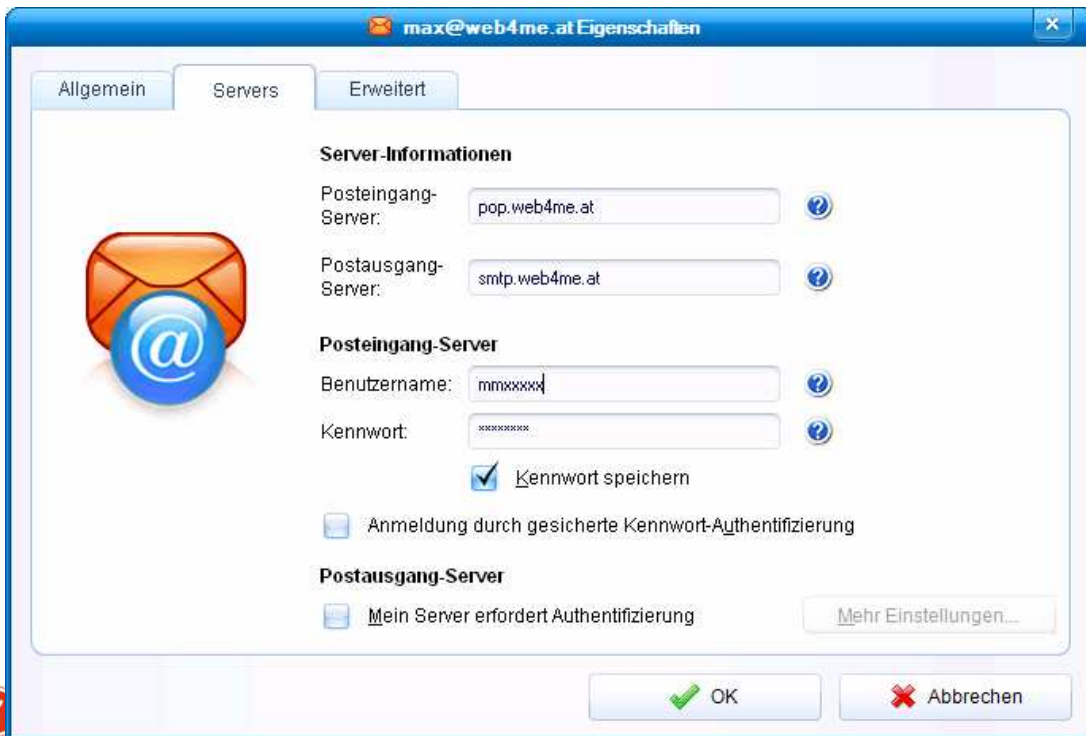 max@web4me.at Eigenschaften
Allgemein
Servers
Erweitert
Server-Informationen
Posteingang-
Server:
pop.web4me.at
Postausgang-
Server:
smtp.web4me.at
Posteingang-Server
Benutzername:
mmxxxxx
Kennwort:
********
Kennwort speichern
Anmeldung durch gesicherte Kennwort-Authentifizierung
Postausgang-Server
Mein Server erfordert Authentifizierung
Mehr Einstellungen...
OK
Abbrechen